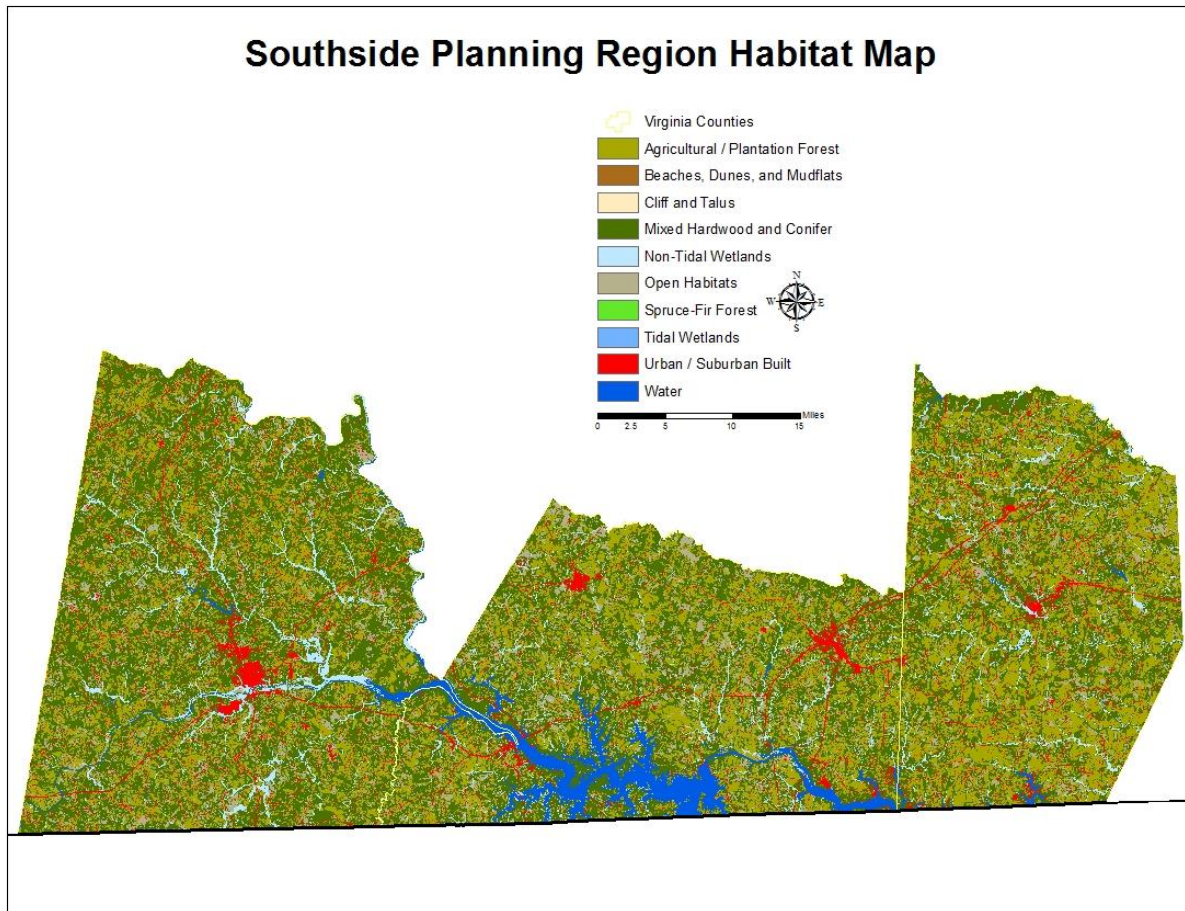 Southside Planning Region Habitat Map
Virginia Counties
Agricultural / Plantation Forest
Beaches, Dunes, and Mudflats
Cliff and Talus
Mixed Hardwood and Conifer
Non-Tidal Wetlands
Open Habitats
Spruce-Fir Forest
Tidal Wetlands
Urban / Suburban Built
Water
N
W E
S
Miles
0 2.5 5 10 15